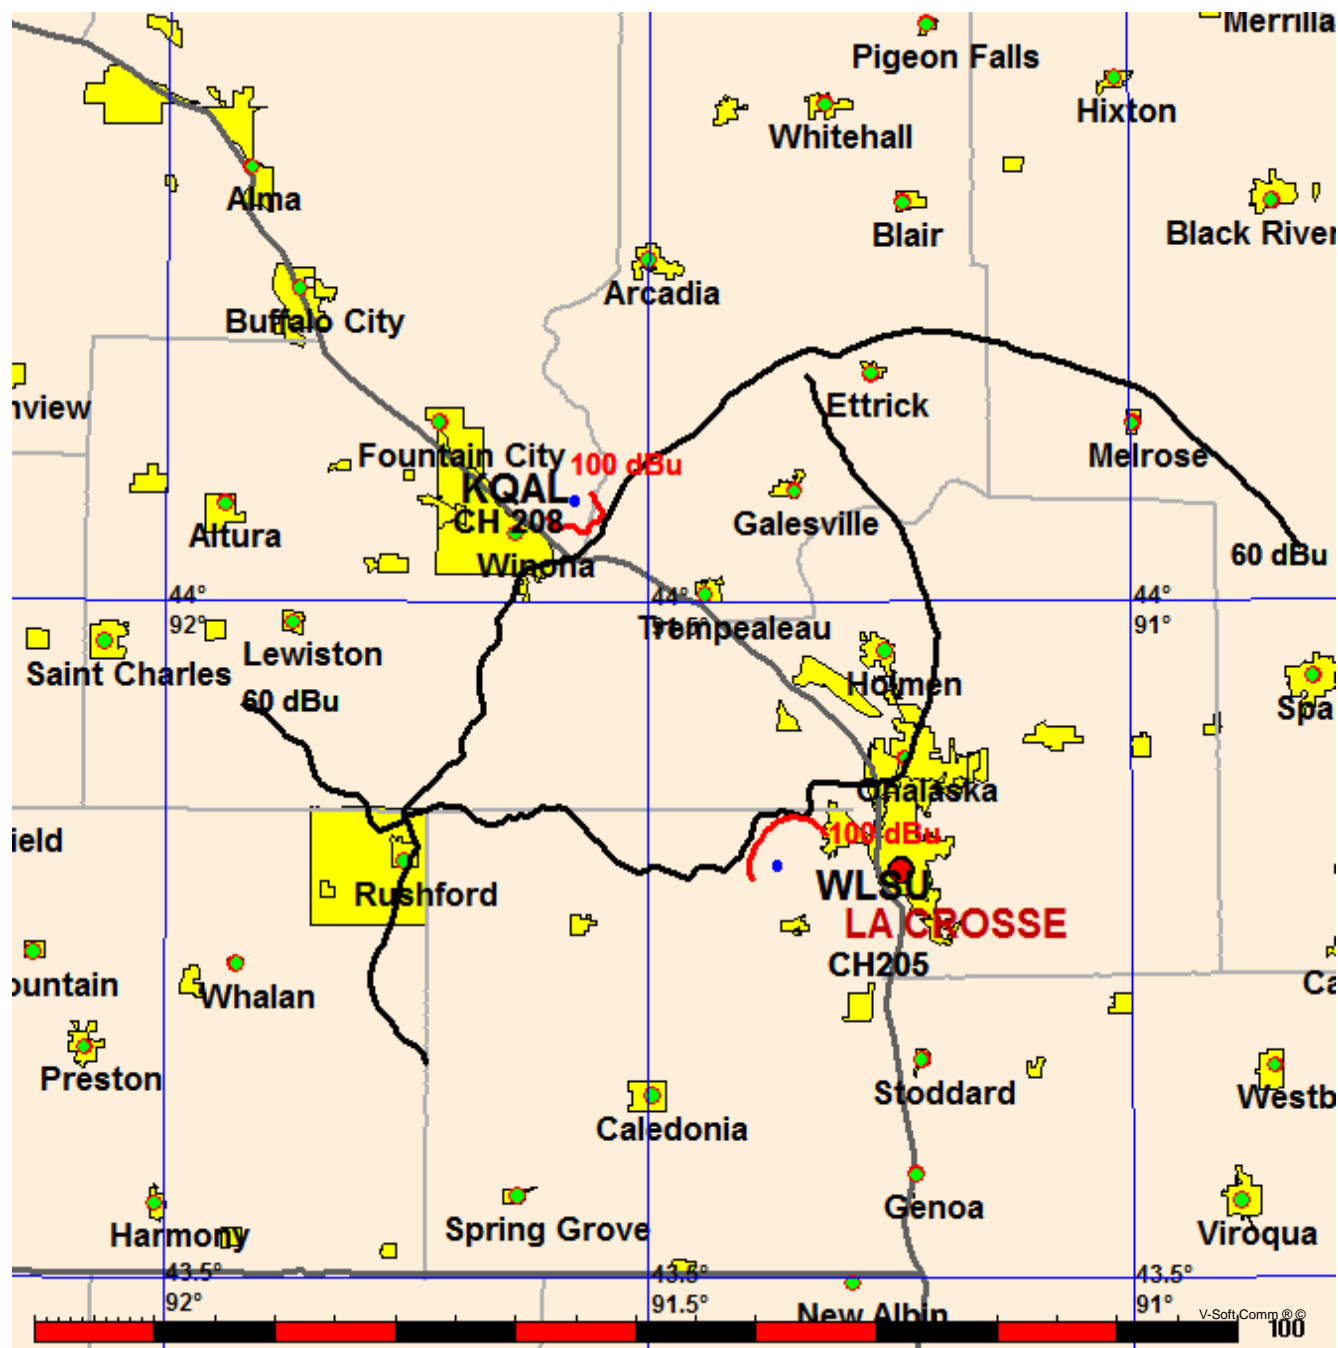 Merrilla
Pigeon Falls
Hixton
Whitehall
Alma
Blair
Black River
Arcadia
Buffalo City
nview
Ettrick
Fountain City
100 dBu
Melrose
KQAL
CH 208
Altura
Galesville
Winona
60 dBu
44°
92°
44°
91.5°
44°
91°
Trempealeau
Lewiston
Saint Charles
Holmen
60 dBu
Spa
Onalaska
ield
100 dBu
Rushford
WLSU
LA CROSSE
CH205
ountain
Whalan
Ca
Preston
Stoddard
Westb
Caledonia
Genoa
Harmony
Spring Grove
Viroqua
43.5°
92°
43.5°
91.5°
43.5°
91°
New Albin
V-Soft Comm ® ©
100